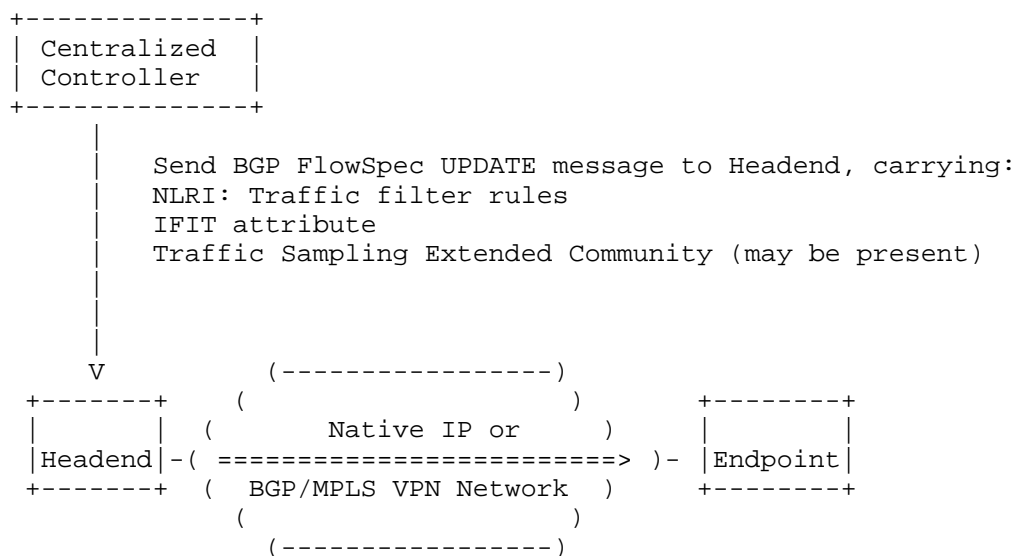 Centralized
Controller
Send BGP FlowSpec UPDATE message to Headend, carrying:
NLRI: Traffic filter rules
IFIT attribute
Traffic Sampling Extended Community (may be present)
V
Native IP or
Headend
Endpoint
BGP/MPLS VPN Network